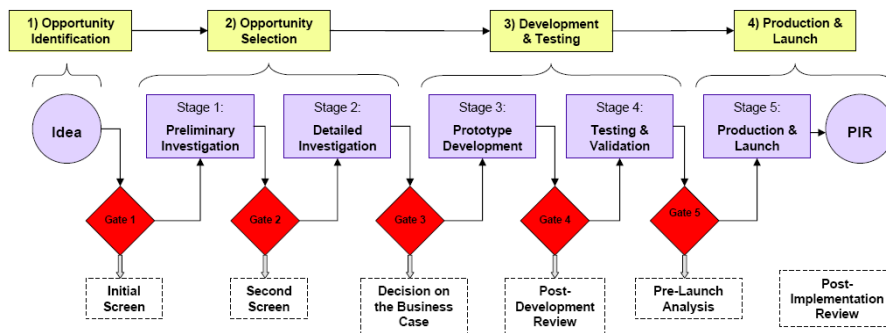 1) Opportunity
Identification
2) Opportunity
Selection
3) Development
& Testing
4) Production &
Launch
Idea
Stage 1:
Preliminary
Investigation
Stage 2:
Detailed
Investigation
Stage 3:
Prototype
Development
Stage 4:
Testing &
Validation
Stage 5:
Production &
Launch
PIR
Gate 1
Gate 2
Gate 3
Gate 4
Gate 5
Initial
Screen
Second
Screen
Decision on
the Business
Case
Post-
Development
Review
Pre-Launch
Analysis
Post-
Implementation
Review